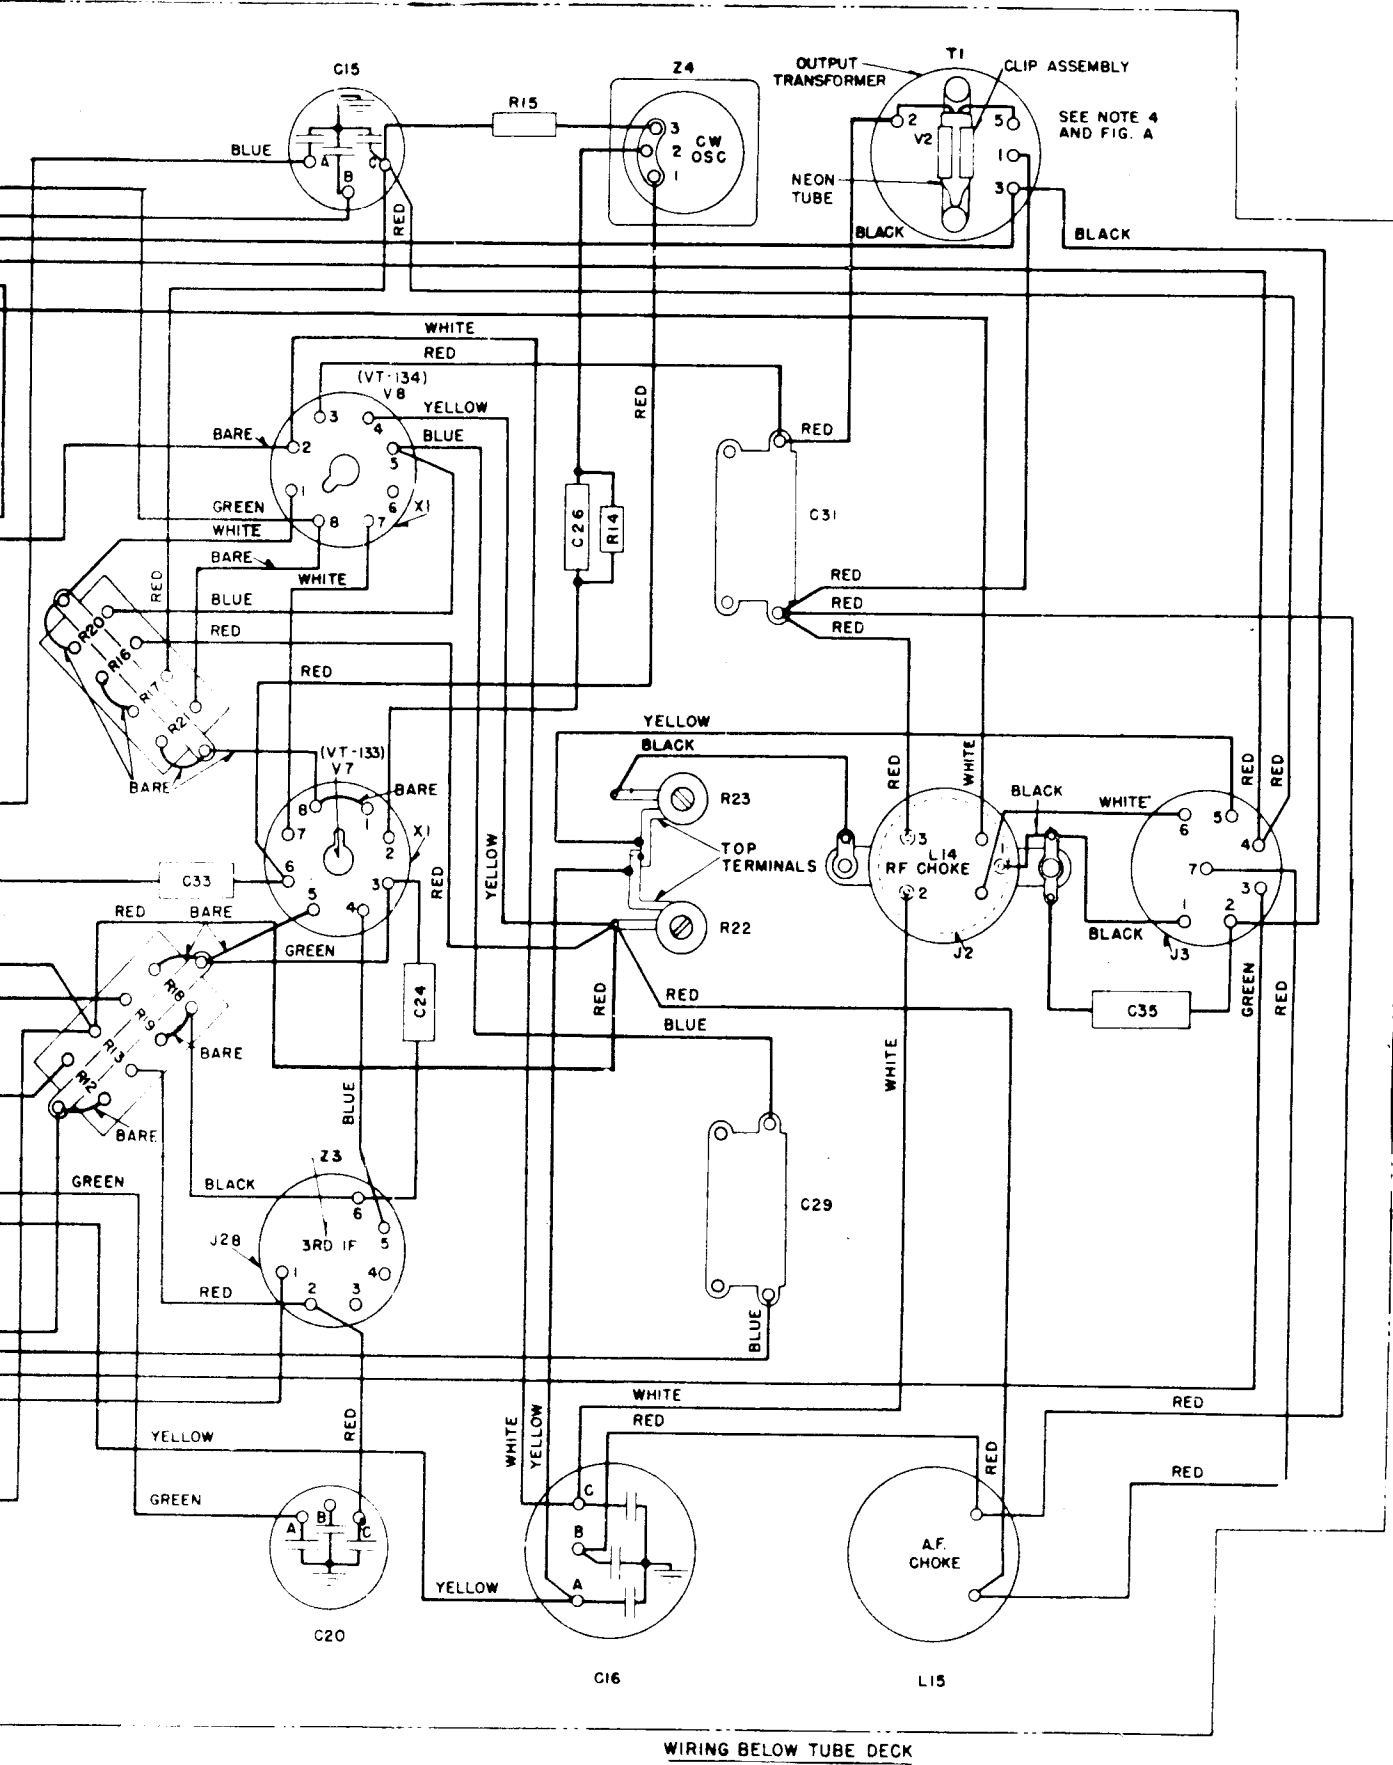 C15
Z4
T1
OUTPUT
TRANSFORMER
CLIP ASSEMBLY
R15
SEE NOTE 4
AND FIG. A
3
2
1
CW
OSC
2
5
V2
1
3
NEON
TUBE
BLUE
A
B
C
RED
BLACK
BLACK
WHITE
RED
(VT-134)
V8
YELLOW
BLUE
RED
RED
BARE
3
4
2
5
1
6
8
7
X1
GREEN
WHITE
BARE
WHITE
C26
R14
C31
RED
RED
RED
RED
BLUE
RED
RED
R20
R16
R17
R21
BARE
YELLOW
BLACK
(VT-133)
V7
BARE
8
1
7
2
X1
6
3
5
4
C33
RED
YELLOW
R23
TOP
TERMINALS
R22
RED
WHITE
BLACK
WHITE
RED
RED
3
L14
RF CHOKE
1
2
J2
6
5
4
7
3
1
2
BLACK
J3
C35
GREEN
RED
RED
BARE
GREEN
R18
R19
R13
R12
BARE
BARE
C24
RED
RED
BLUE
BLUE
WHITE
Z3
GREEN
BLACK
6
J28
3RD IF
5
1
2
3
4
RED
C29
BLUE
WHITE
RED
RED
YELLOW
RED
WHITE
YELLOW
RED
RED
GREEN
A
B
C
C
B
A
A.F.
CHOKE
YELLOW
C20
C16
L15
WIRING BELOW TUBE DECK